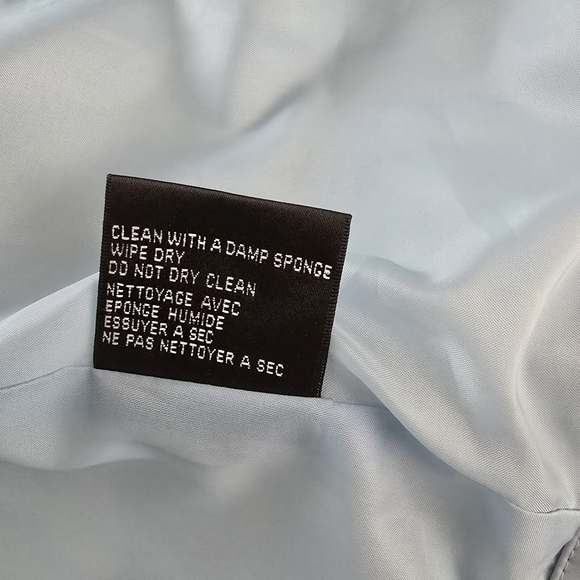 CLEAN WITH A DAMP SPONGE
WIPE DRY
DO NOT DRY CLEAN
NETTOYAGE AVEC
EPONGE HUMIDE
ESSUYER A SEC
NE PAS NETTOYER A SEC